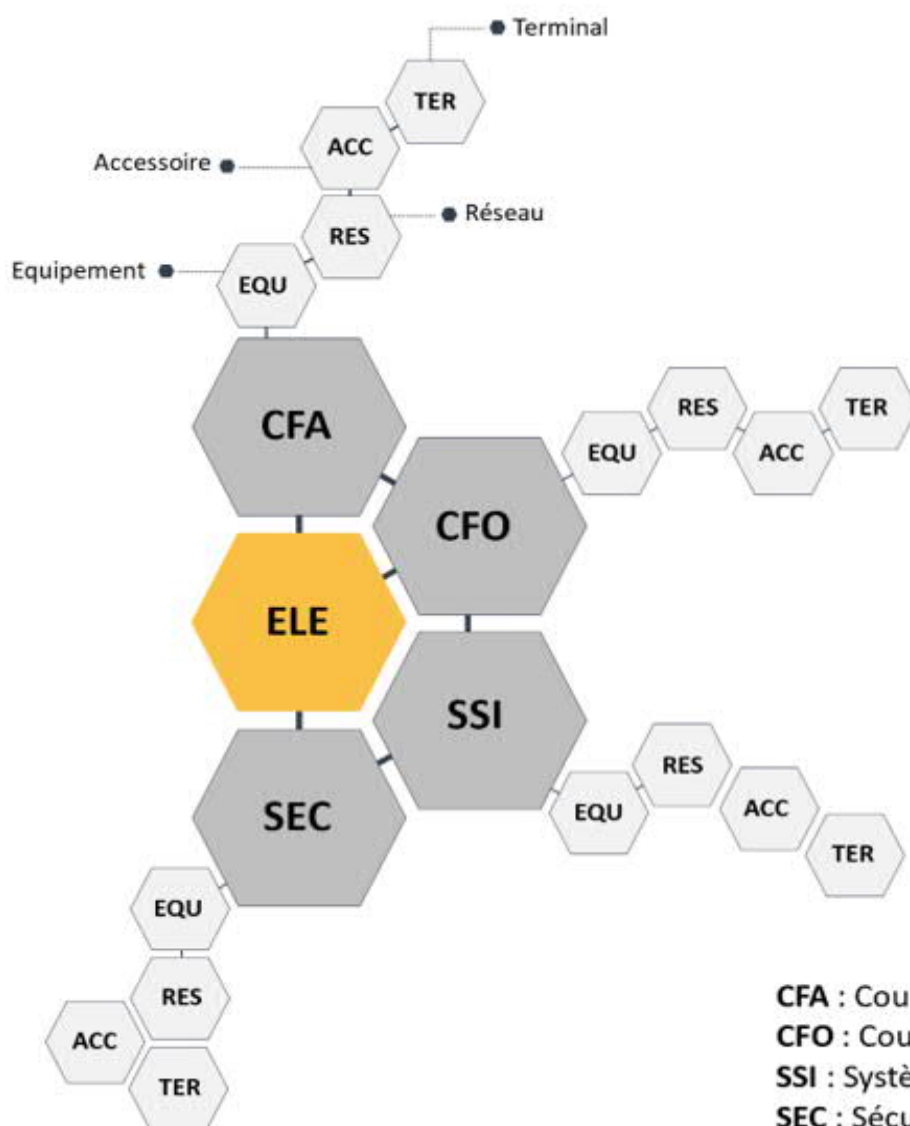 Terminal
TER
ACC
Accessoire
RES
Réseau
Equipement
EQU
CFA
RES
TER
EQU
ACC
CFO
ELE
SSI
RES
EQU
ACC
TER
SEC
EQU
RES
ACC
TER
CFA : Cou
CFO : Cou
SSI : Systè
SEC : Sécu